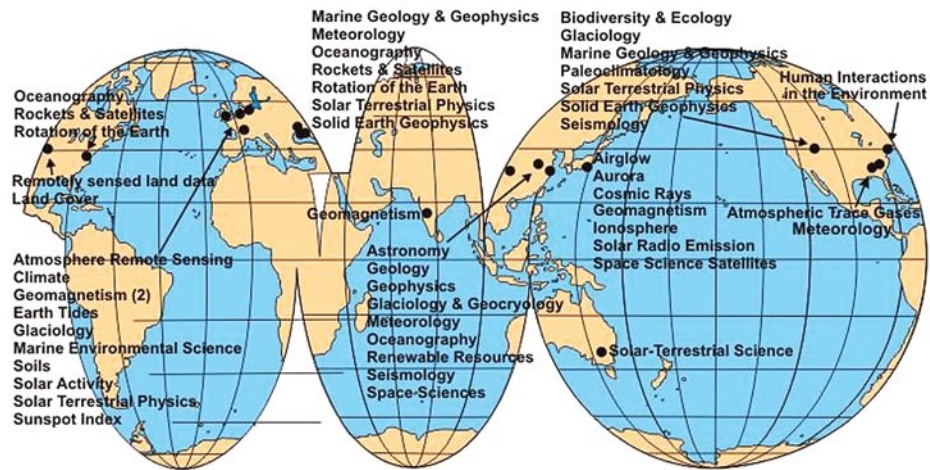 Marine Geology & Geophysics
Meteorology
Oceanography
Rockets & Satellites
Rotation of the Earth
Solar Terrestrial Physics
Solid Earth Geophysics
Biodiversity & Ecology
Glaciology
Marine Geology & Geophysics
Paleoclimatology
Solar Terrestrial Physics
Solid Earth Geophysics
Seismology
Human Interactions
in the Environment
Oceanography
Rockets & Satellites
Rotation of the Earth
Remotely sensed land data
Land Cover
Airglow
Aurora
Cosmic Rays
Geomagnetism
Ionosphere
Solar Radio Emission
Space Science Satellites
Atmospheric Trace Gases
Meteorology
Geomagnetism
Atmosphere Remote Sensing
Climate
Geomagnetism (2)
Earth Tides
Glaciology
Marine Environmental Science
Soils
Solar Activity
Solar Terrestrial Physics
Sunspot Index
Astronomy
Geology
Geophysics
Glaciology & Geocryology
Meteorology
Oceanography
Renewable Resources
Seismology
Space Sciences
Solar-Terrestrial Science